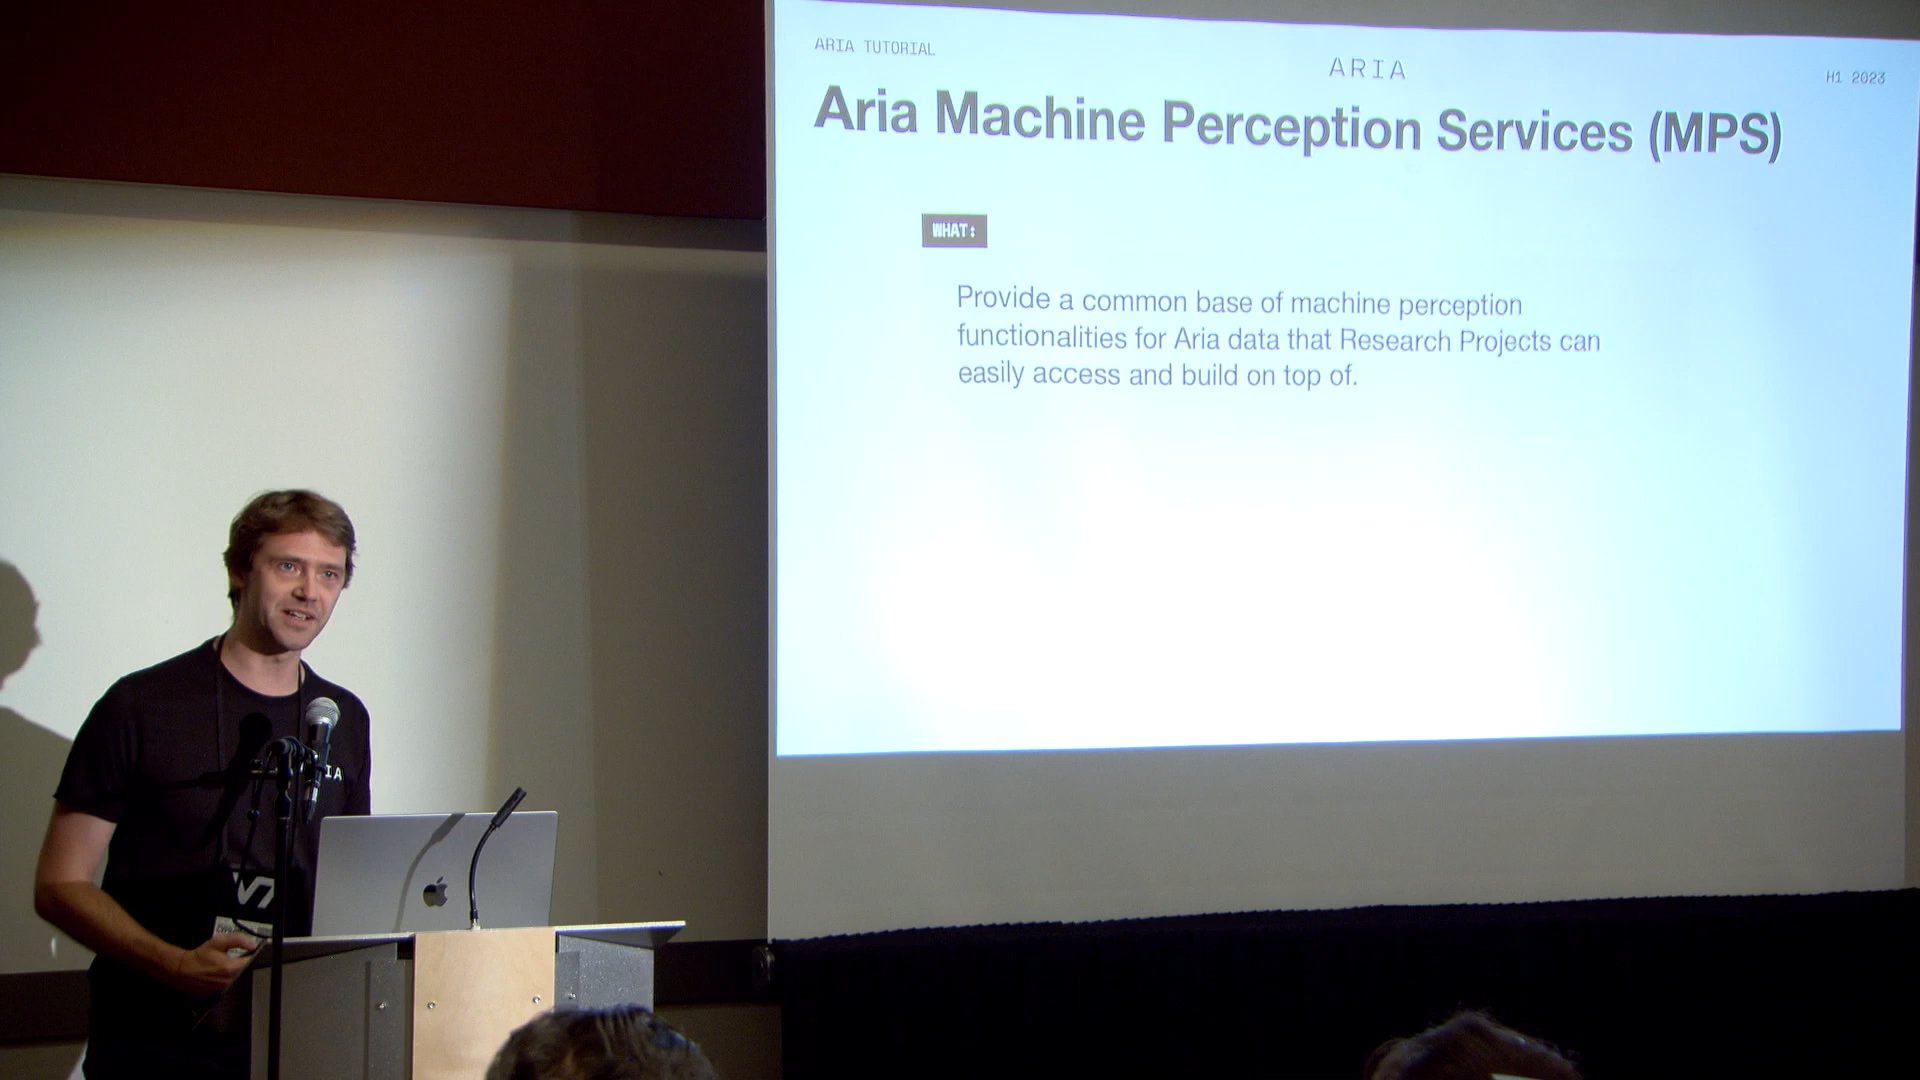 ARIA TUTORIAL
ARIA
H1 2023
Aria Machine Perception Services (MPS)
WHAT:
Provide a common base of machine perception
functionalities for Aria data that Research Projects can
easily access and build on top of.
IA